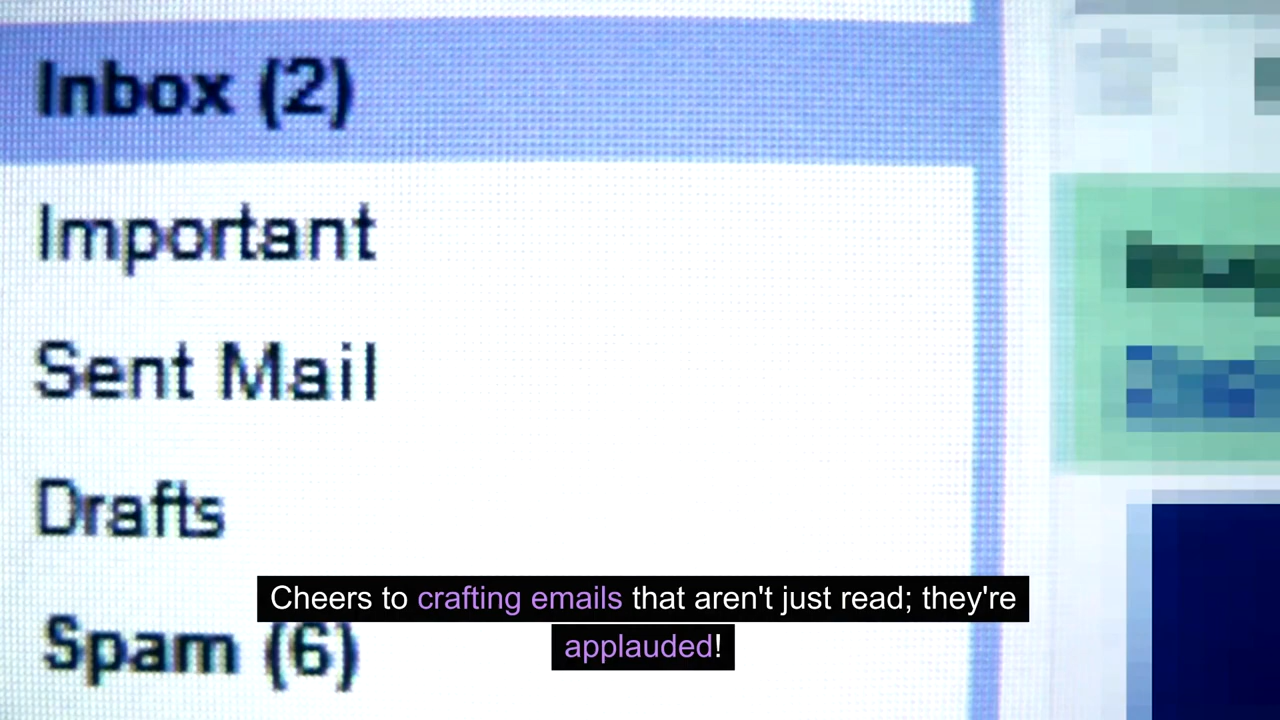 Inbox (2)
Important
Sent Mail
Drafts
Spam (6)
Cheers to crafting emails that aren't just read; they're
applauded!